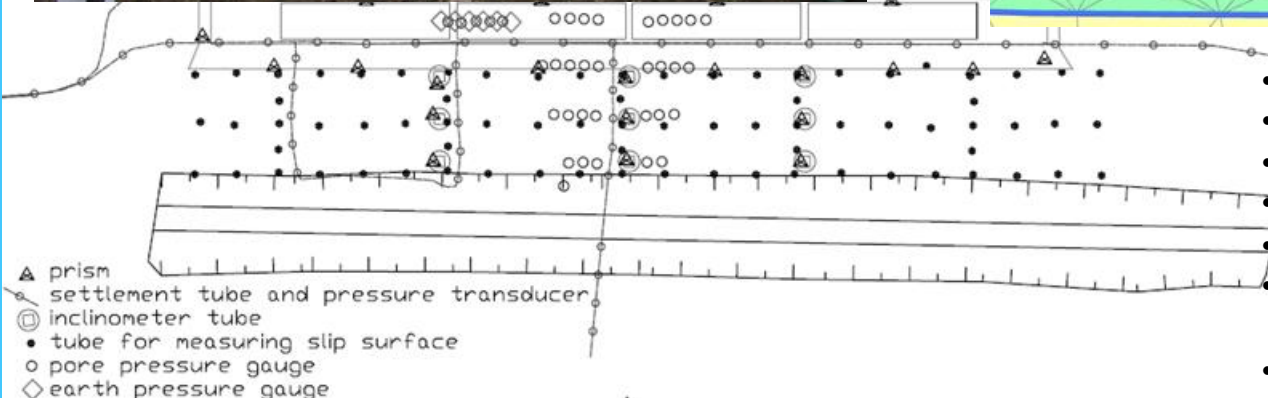 prism
settlement tube and pressure transducer
inclinometer tube
tube for measuring slip surface
pore pressure gauge
earth pressure gauge